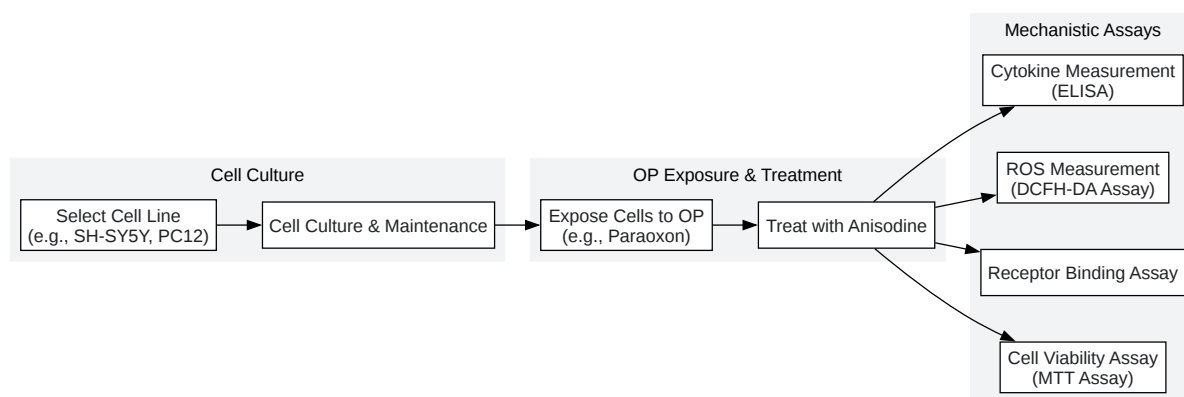 Cell Culture
Select Cell Line
(e.g., SH-SY5Y, PC12)
Cell Culture & Maintenance
OP Exposure & Treatment
Expose Cells to OP
(e.g., Paraoxon)
Treat with Anisodine
Mechanistic Assays
Cytokine Measurement
(ELISA)
ROS Measurement
(DCFH-DA Assay)
Receptor Binding Assay
Cell Viability Assay
(MTT Assay)